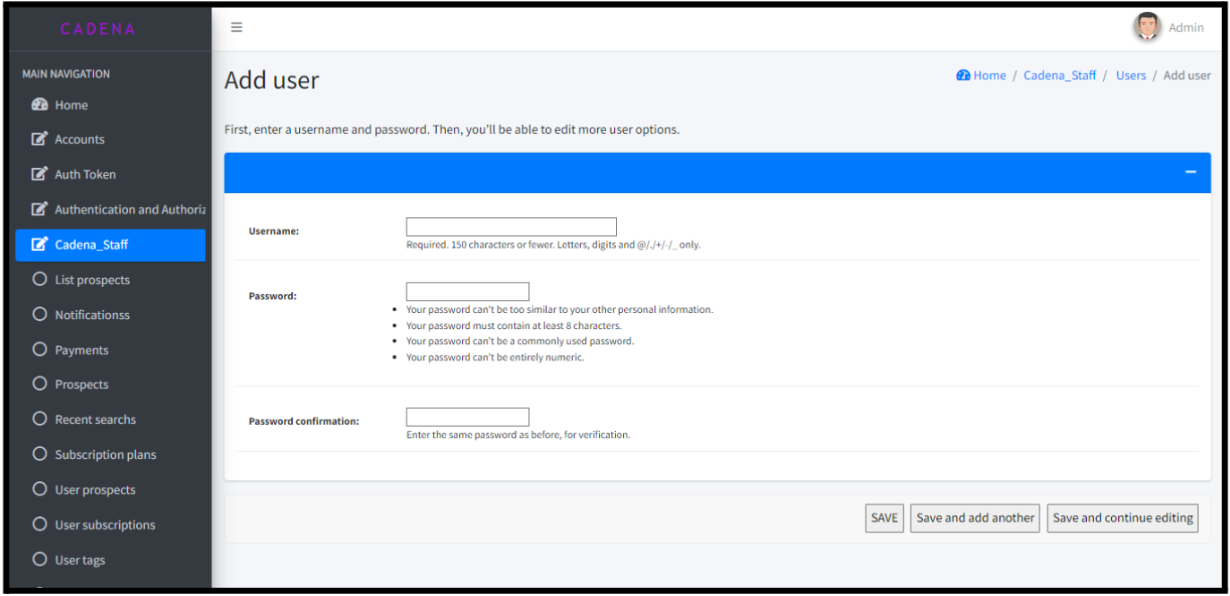 CADENA
Admin
MAIN NAVIGATION
Home
Accounts
Auth Token
Authentication and Authoriz
Cadena_Staff
List prospects
Notificationss
Payments
Prospects
Recent searchs
Subscription plans
User prospects
User subscriptions
User tags
Add user
Home / Cadena_Staff / Users / Add user
First, enter a username and password. Then, you'll be able to edit more user options.
Username:
Required. 150 characters or fewer. Letters, digits and @/./+/-/_ only.
Password:
Your password can't be too similar to your other personal information.
Your password must contain at least 8 characters.
Your password can't be a commonly used password.
Your password can't be entirely numeric.
Password confirmation:
Enter the same password as before, for verification.
SAVE
Save and add another
Save and continue editing